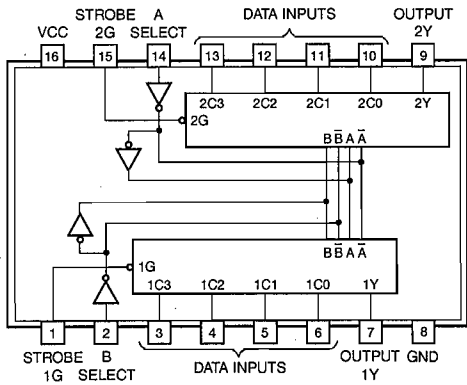 STROBE A DATA INPUTS OUTPUT
VCC 2G SELECT 2Y
16 15 14 13 12 11 10 9
2C3 2C2 2C1 2C0 2Y
2G
B B̅ A A̅
B B̅ A A̅
1G
1C3 1C2 1C1 1C0 1Y
1 2 3 4 5 6 7 8
STROBE B DATA INPUTS OUTPUT GND
1G SELECT 1Y